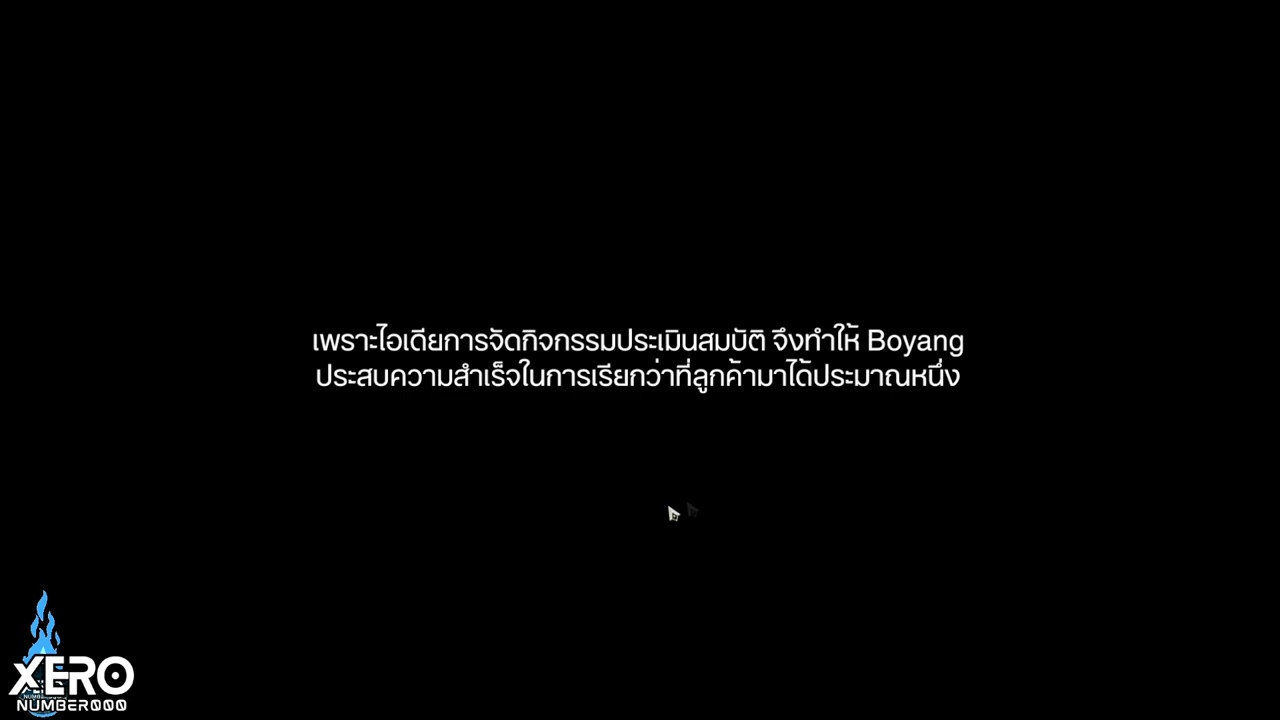 เพราะไอเดียการจัดกิจกรรมประเมินสมบัติ จึงทำให้ Boyang
ประสบความสำเร็จในการเรียกว่าที่ลูกค้ามาได้ประมาณหนึ่ง
XERO
NUMBER000